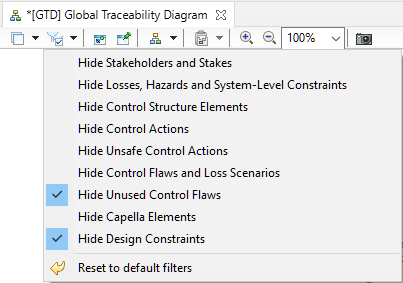 *[GTD] Global Traceability Diagram
100%
Hide Stakeholders and Stakes
Hide Losses, Hazards and System-Level Constraints
Hide Control Structure Elements
Hide Control Actions
Hide Unsafe Control Actions
Hide Control Flaws and Loss Scenarios
Hide Unused Control Flaws
Hide Capella Elements
Hide Design Constraints
Reset to default filters